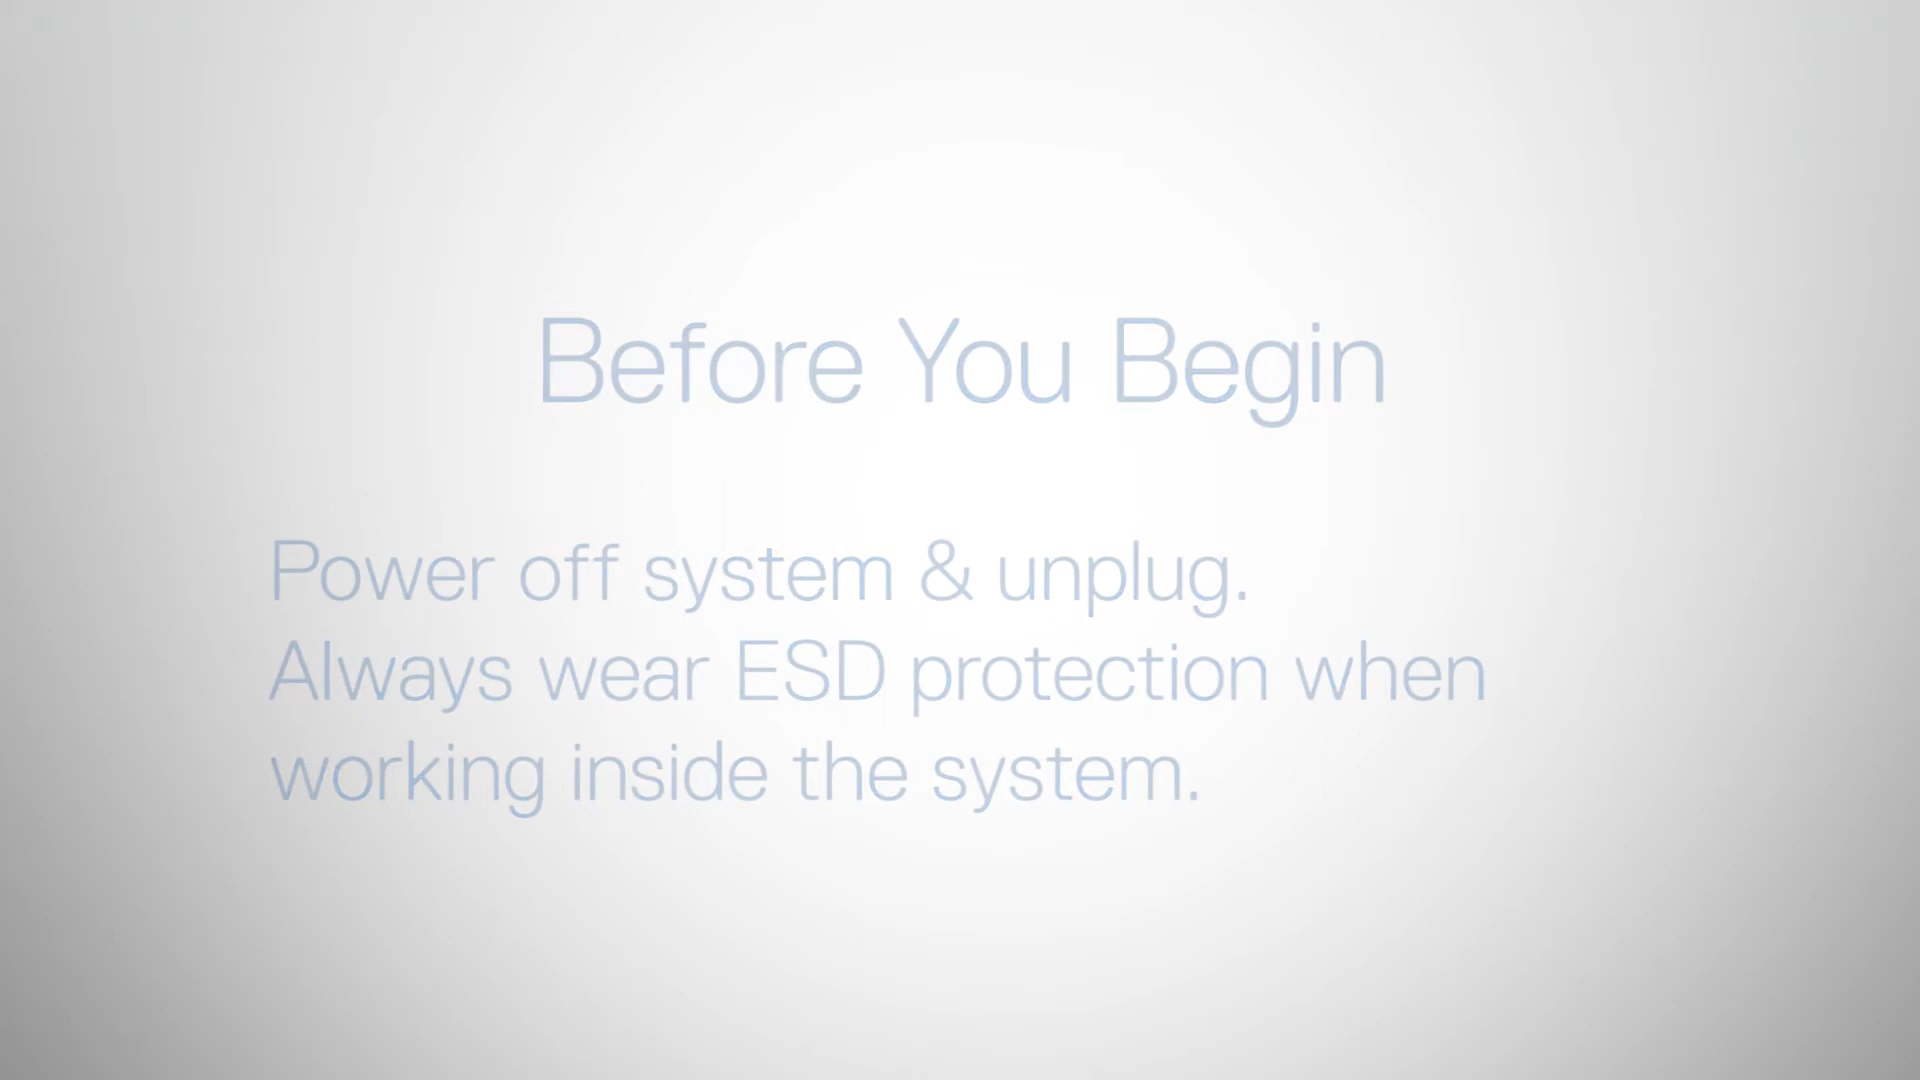 Before You Begin
Power off system & unplug.
Always wear ESD protection when
working inside the system.